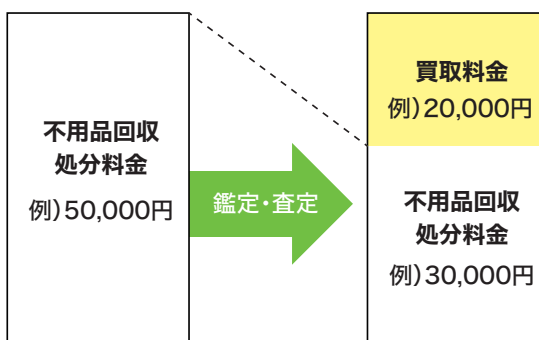 不用品回収
処分料金
例)50,000円
鑑定・査定
買取料金
例)20,000円
不用品回収
処分料金
例)30,000円